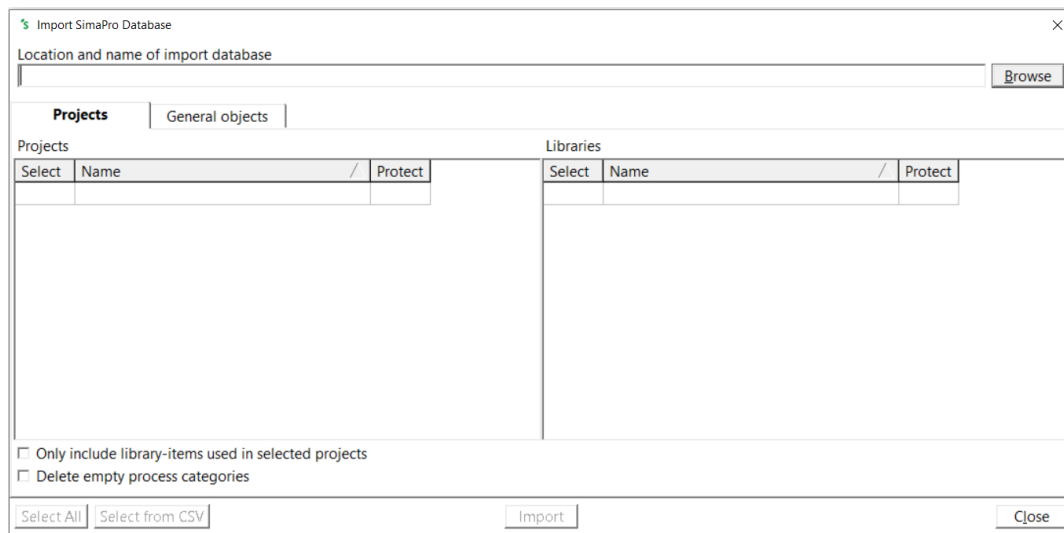 Import SimaPro Database
Location and name of import database
Browse
Projects General objects
Projects Libraries
Select Name Protect Select Name Protect
Only include library-items used in selected projects
Delete empty process categories
Select All Select from CSV Import Close